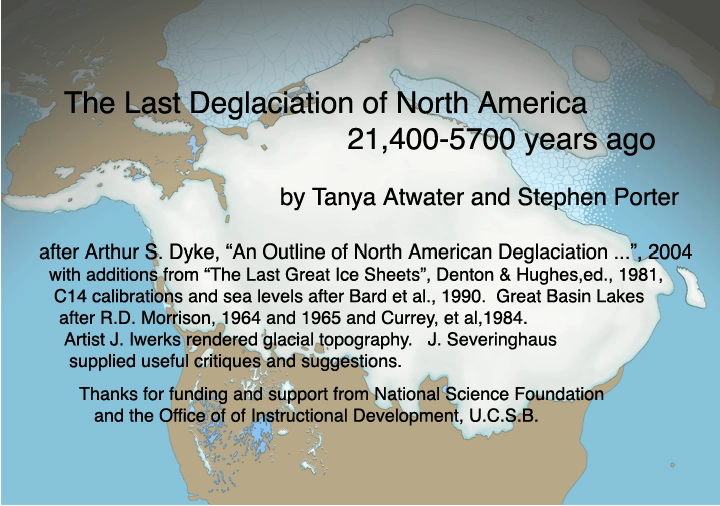 The Last Deglaciation of North America
21,400-5700 years ago
by Tanya Atwater and Stephen Porter
after Arthur S. Dyke, “An Outline of North American Deglaciation ...”, 2004
with additions from “The Last Great Ice Sheets”, Denton & Hughes,ed., 1981,
C14 calibrations and sea levels after Bard et al., 1990.  Great Basin Lakes
after R.D. Morrison, 1964 and 1965 and Currey, et al,1984.
Artist J. Iwerks rendered glacial topography.   J. Severinghaus
supplied useful critiques and suggestions.
Thanks for funding and support from National Science Foundation
and the Office of of Instructional Development, U.C.S.B.